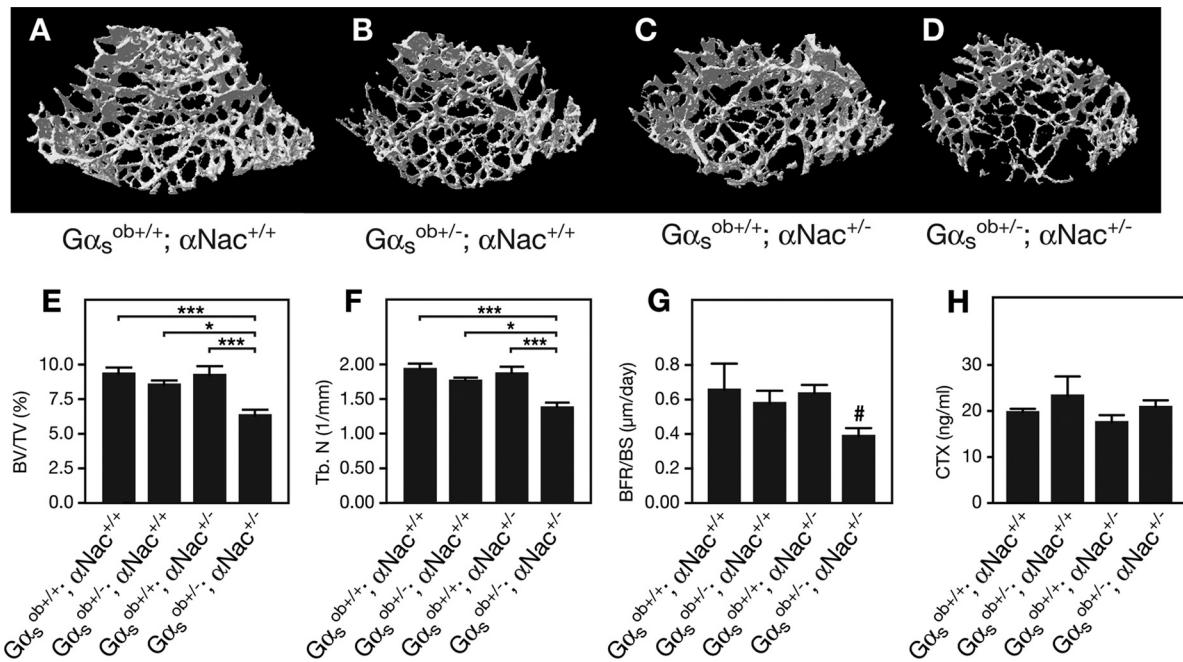 A B C D
Gαs^ob+/+; αNac^+/+ Gαs^ob+/-; αNac^+/+ Gαs^ob+/+; αNac^+/- Gαs^ob+/-; αNac^+/-
E
BV/TV (%)
10.0
7.5
5.0
2.5
0.0
***
*
***
Gαs^ob+/+; αNac^+/+
Gαs^ob+/-; αNac^+/+
Gαs^ob+/+; αNac^+/-
Gαs^ob+/-; αNac^+/-
F
Tb. N (1/mm)
2.00
1.50
1.00
0.50
0.00
***
*
***
Gαs^ob+/+; αNac^+/+
Gαs^ob+/-; αNac^+/+
Gαs^ob+/+; αNac^+/-
Gαs^ob+/-; αNac^+/-
G
BFR/BS (μm/day)
0.8
0.6
0.4
0.2
0.00
#
Gαs^ob+/+; αNac^+/+
Gαs^ob+/-; αNac^+/+
Gαs^ob+/+; αNac^+/-
Gαs^ob+/-; αNac^+/-
H
CTX (ng/ml)
30
20
10
0
Gαs^ob+/+; αNac^+/+
Gαs^ob+/-; αNac^+/+
Gαs^ob+/+; αNac^+/-
Gαs^ob+/-; αNac^+/-